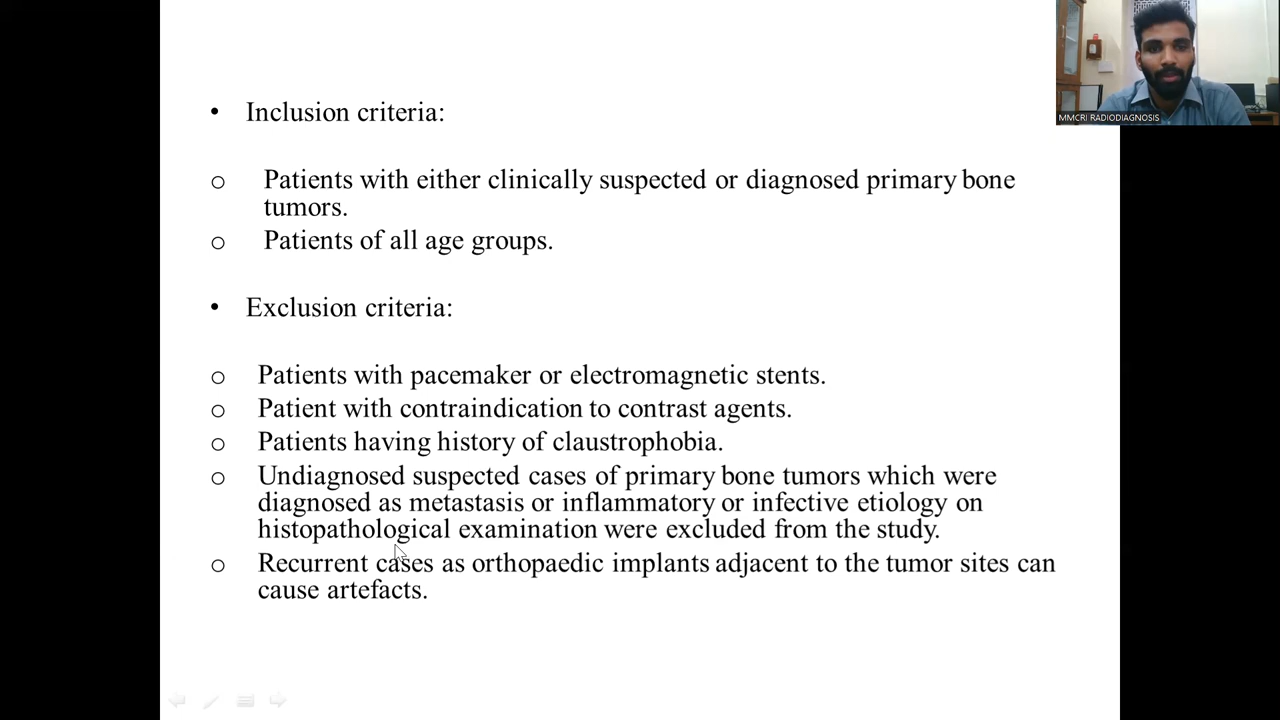 MMCRI RADIODIAGNOSIS
• Inclusion criteria:
o Patients with either clinically suspected or diagnosed primary bone
tumors.
o Patients of all age groups.
• Exclusion criteria:
o Patients with pacemaker or electromagnetic stents.
o Patient with contraindication to contrast agents.
o Patients having history of claustrophobia.
o Undiagnosed suspected cases of primary bone tumors which were
diagnosed as metastasis or inflammatory or infective etiology on
histopathological examination were excluded from the study.
o Recurrent cases as orthopaedic implants adjacent to the tumor sites can
cause artefacts.